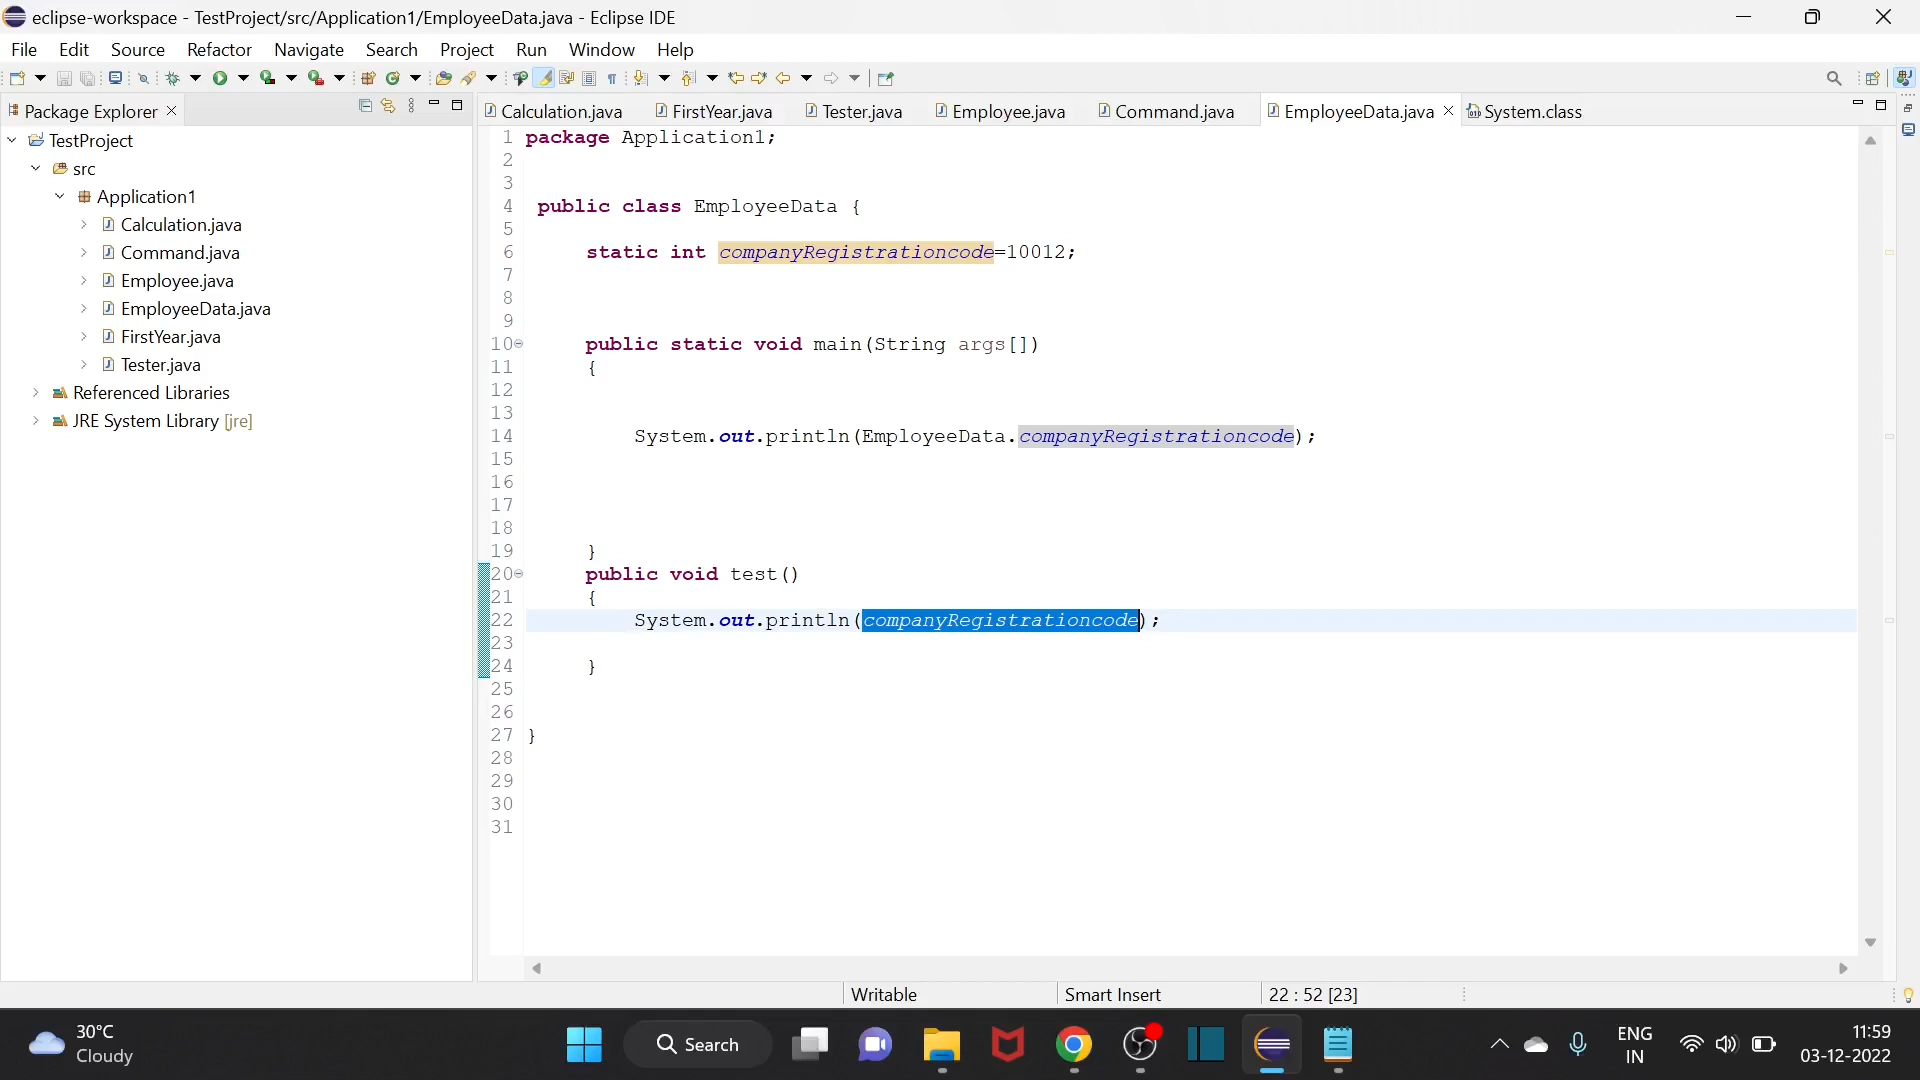 eclipse-workspace - TestProject/src/Application1/EmployeeData.java - Eclipse IDE
File Edit Source Refactor Navigate Search Project Run Window Help
Package Explorer
Calculation.java FirstYear.java Tester.java Employee.java Command.java EmployeeData.java System.class
TestProject
src
Application1
Calculation.java
Command.java
Employee.java
EmployeeData.java
FirstYear.java
Tester.java
Referenced Libraries
JRE System Library [jre]
1 package Application1;
2
3
4 public class EmployeeData {
5
6 static int companyRegistrationcode=10012;
7
8
9
10 public static void main(String args[])
11 {
12
13
14 System.out.println(EmployeeData.companyRegistrationcode);
15
16
17
18
19 }
20 public void test()
21 {
22 System.out.println(companyRegistrationcode);
23
24 }
25
26
27 }
28
29
30
31
Writable Smart Insert 22 : 52 [23]
30°C
Cloudy
Search
ENG
IN
11:59
03-12-2022